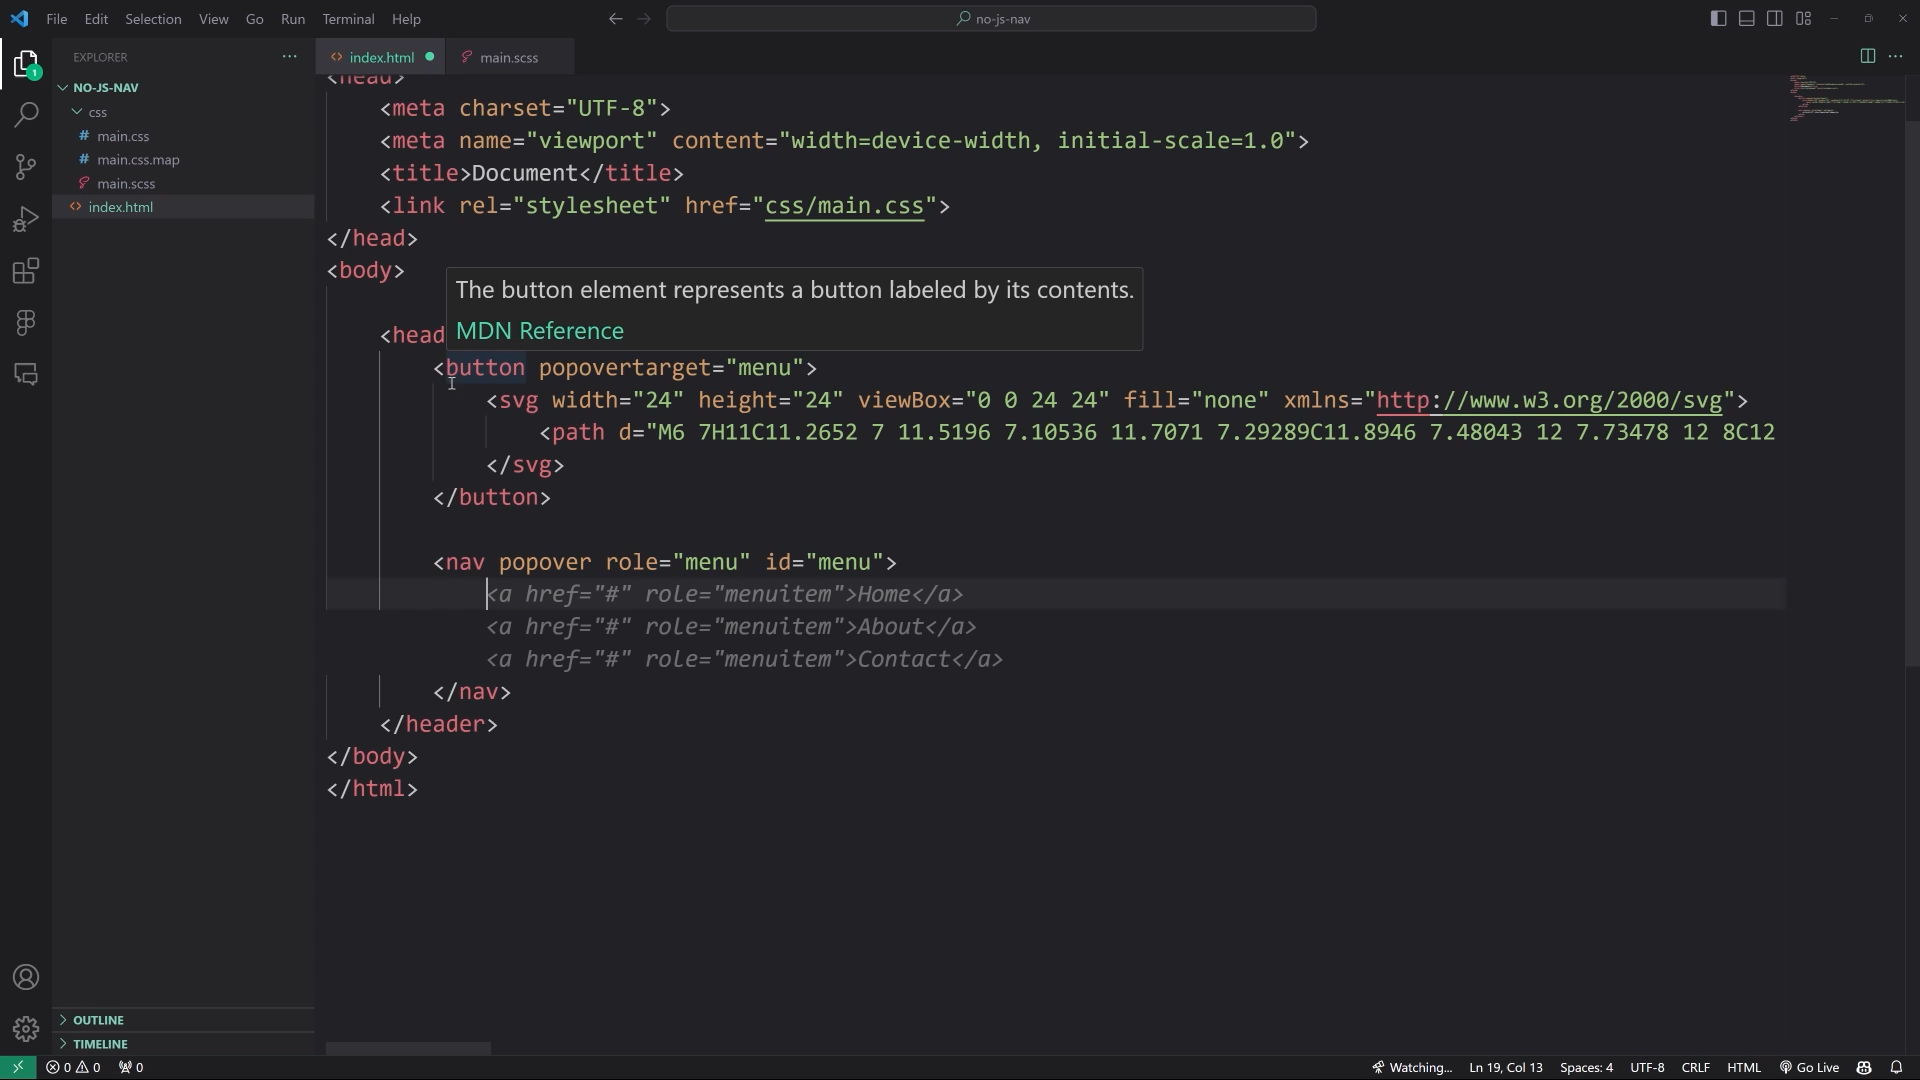 File Edit Selection View Go Run Terminal Help
no-js-nav
EXPLORER
index.html
main.scss
NO-JS-NAV
css
main.css
main.css.map
main.scss
index.html
1
<head>
<meta charset="UTF-8">
<meta name="viewport" content="width=device-width, initial-scale=1.0">
<title>Document</title>
<link rel="stylesheet" href="css/main.css">
</head>
<body>
The button element represents a button labeled by its contents.
MDN Reference
<head
<button popovertarget="menu">
<svg width="24" height="24" viewBox="0 0 24 24" fill="none" xmlns="http://www.w3.org/2000/svg">
<path d="M6 7H11C11.2652 7 11.5196 7.10536 11.7071 7.29289C11.8946 7.48043 12 7.73478 12 8C12
</svg>
</button>
<nav popover role="menu" id="menu">
<a href="#" role="menuitem">Home</a>
<a href="#" role="menuitem">About</a>
<a href="#" role="menuitem">Contact</a>
</nav>
</header>
</body>
</html>
OUTLINE
TIMELINE
0 0 0
Watching... Ln 19, Col 13 Spaces: 4 UTF-8 CRLF HTML Go Live